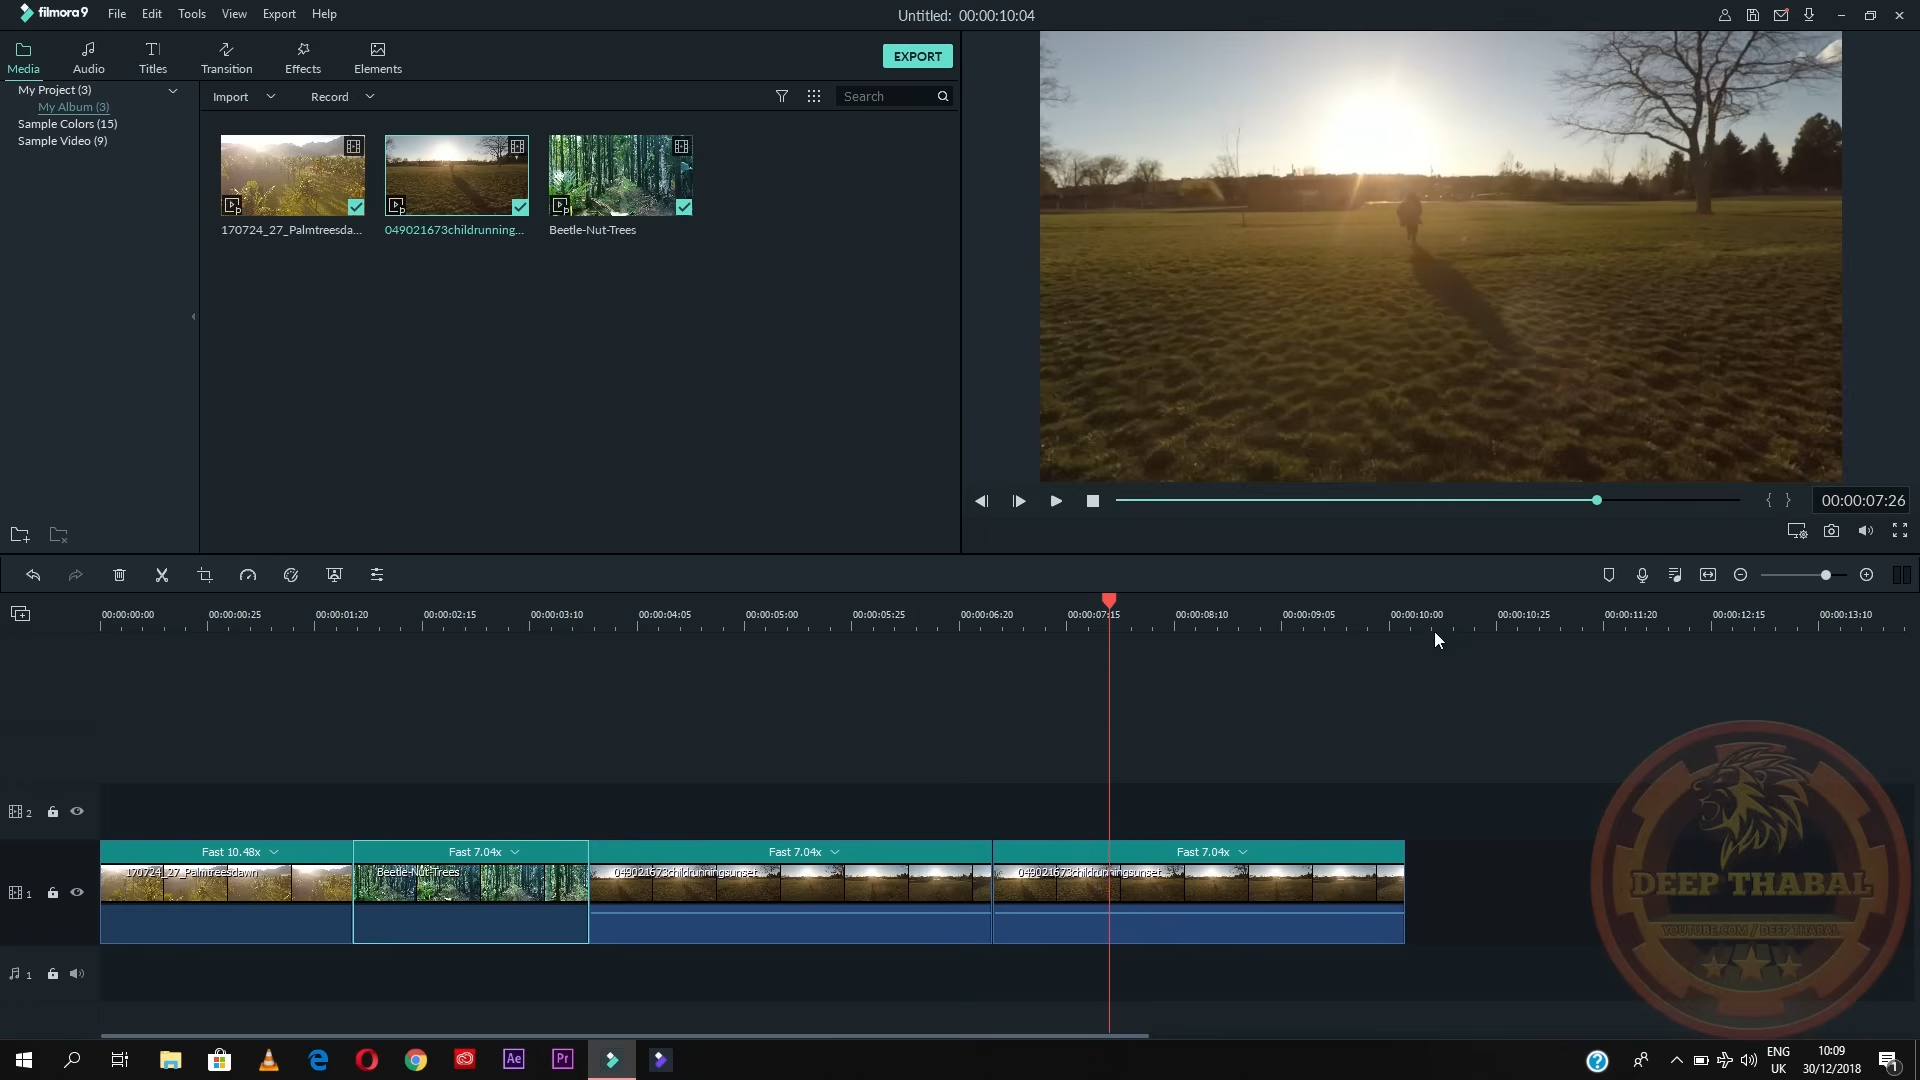 filmora9
File Edit Tools View Export Help
Untitled: 00:00:10:04
Media Audio Titles Transition Effects Elements
EXPORT
My Project (3)
My Album (3)
Sample Colors (15)
Sample Video (9)
Import Record Search
170724_27_Palmtreesda... 049021673childrunning... Beetle-Nut-Trees
{ } 00:00:07:26
00:00:00:00 00:00:00:25 00:00:01:20 00:00:02:15 00:00:03:10 00:00:04:05 00:00:05:00 00:00:05:25 00:00:06:20 00:00:07:15 00:00:08:10 00:00:09:05 00:00:10:00 00:00:10:25 00:00:11:20 00:00:12:15 00:00:13:10
2
Fast 10.48x Fast 7.04x Fast 7.04x Fast 7.04x
170724_27_Palmtreesdawn Beetle-Nut-Trees 049021673childrunningsunset 049021673childrunningsunset
1
1
DEEP THABAL
YOUTUBE.COM / DEEP THABAL
Ae Pr
ENG
UK
10:09
30/12/2018
1